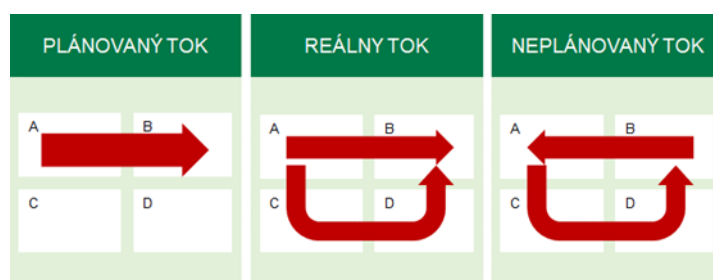 PLÁNOVANÝ TOK
A B
C D
REÁLNY TOK
A B
C D
NEPLÁNOVANÝ TOK
A B
C D